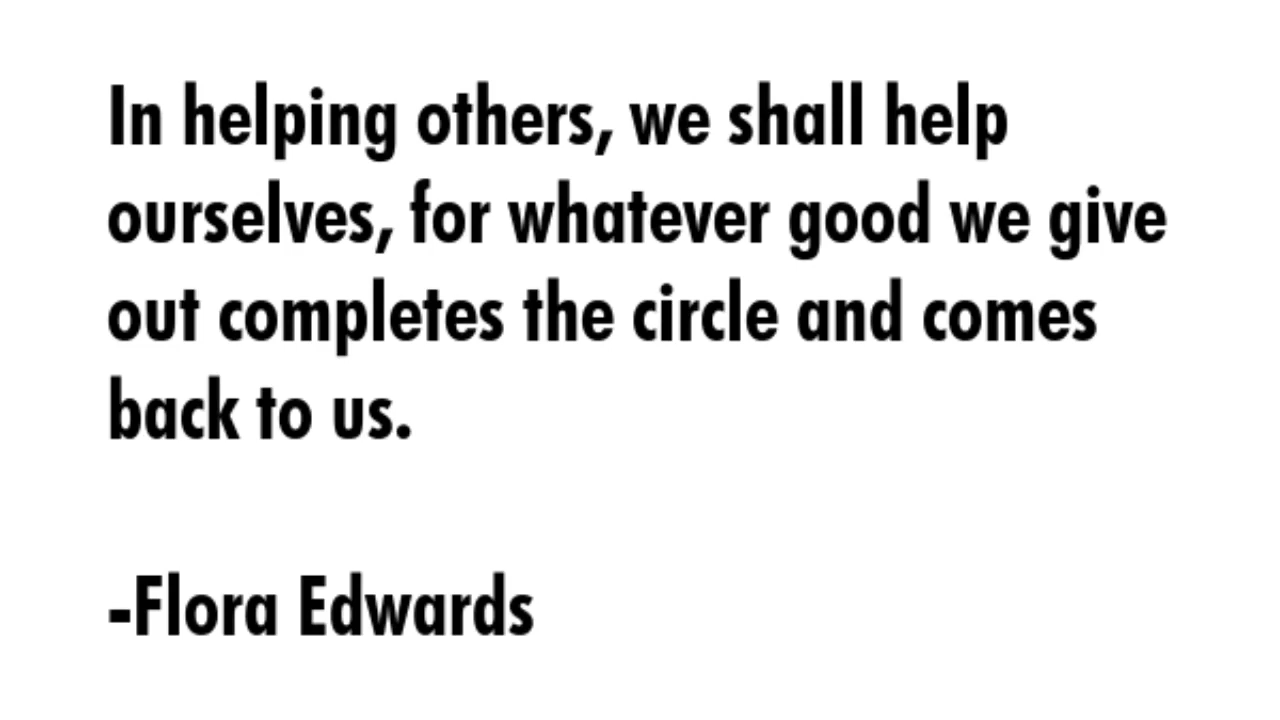 In helping others, we shall help
ourselves, for whatever good we give
out completes the circle and comes
back to us.
-Flora Edwards